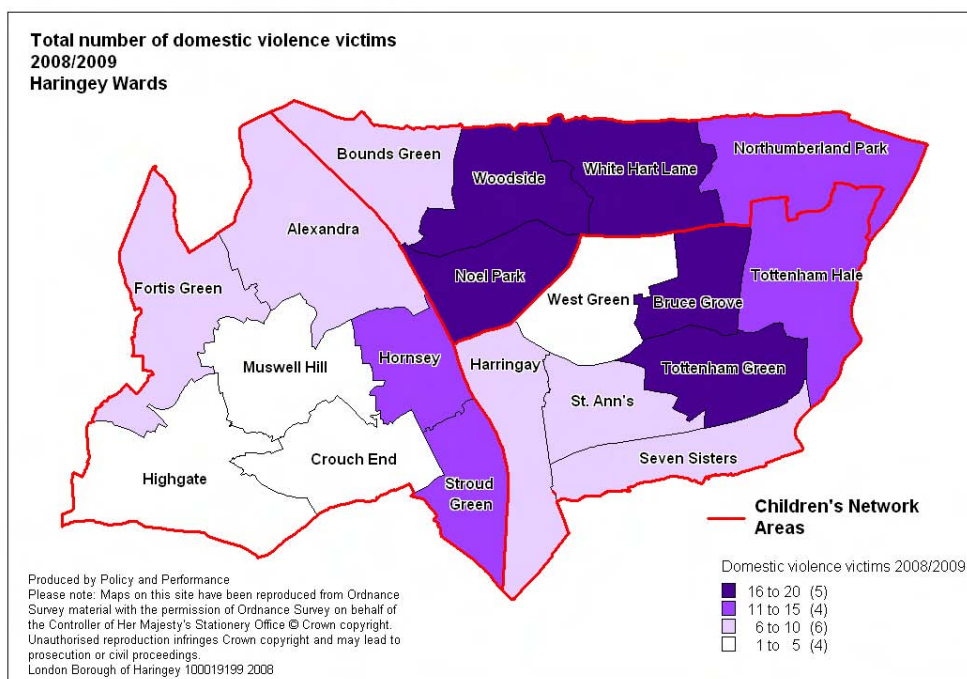 Total number of domestic violence victims
2008/2009
Haringey Wards
Bounds Green
Woodside
White Hart Lane
Northumberland Park
Alexandra
Fortis Green
Noel Park
West Green
Bruce Grove
Tottenham Hale
Muswell Hill
Hornsey
Harringay
St. Ann's
Tottenham Green
Highgate
Crouch End
Stroud
Green
Seven Sisters
Children's Network
Areas
Domestic violence victims 2008/2009
16 to 20 (5)
11 to 15 (4)
6 to 10 (6)
1 to 5 (4)
Produced by Policy and Performance
Please note: Maps on this site have been reproduced from Ordnance
Survey material with the permission of Ordnance Survey on behalf of
the Controller of Her Majesty's Stationery Office © Crown copyright.
Unauthorised reproduction infringes Crown copyright and may lead to
prosecution or civil proceedings.
London Borough of Haringey 100019199 2008